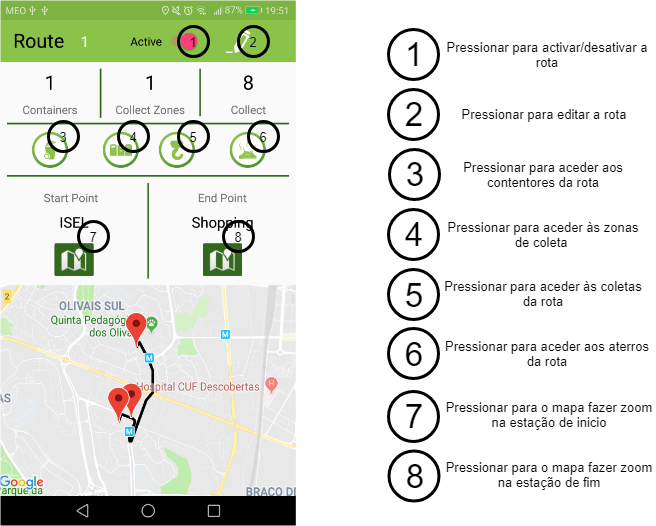 MEO 87% 19:51
Route 1 Active 1 2
1 1 8
Containers Collect Zones Collect
3 4 5 6
Start Point End Point
ISEL Shopping
7 8
2
OLIVAIS SUL
Quinta Pedagóg
dos Oliva
M
M
Hospital CUF Descobertas
H
AS
M
Google
Parque da
BRAÇO DE
1 Pressionar para activar/desativar a
rota
2 Pressionar para editar a rota
3 Pressionar para aceder aos
contentores da rota
4 Pressionar para aceder às zonas
de coleta
5 Pressionar para aceder às coletas
da rota
6 Pressionar para aceder aos aterros
da rota
7 Pressionar para o mapa fazer zoom
na estação de inicio
8 Pressionar para o mapa fazer zoom
na estação de fim